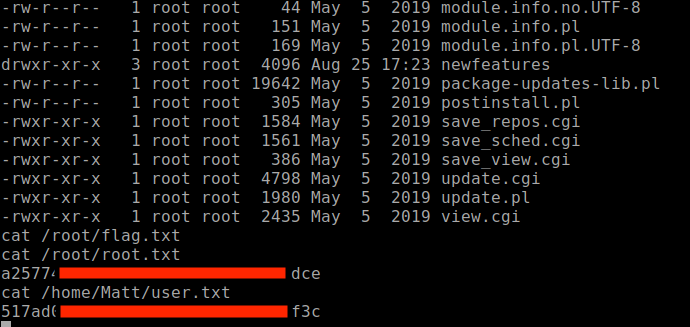 -rw-r--r-- 1 root root 44 May 5 2019 module.info.no.UTF-8
-rw-r--r-- 1 root root 151 May 5 2019 module.info.pl
-rw-r--r-- 1 root root 169 May 5 2019 module.info.pl.UTF-8
drwxr-xr-x 3 root root 4096 Aug 25 17:23 newfeatures
-rw-r--r-- 1 root root 19642 May 5 2019 package-updates-lib.pl
-rw-r--r-- 1 root root 305 May 5 2019 postinstall.pl
-rwxr-xr-x 1 root root 1584 May 5 2019 save_repos.cgi
-rwxr-xr-x 1 root root 1561 May 5 2019 save_sched.cgi
-rwxr-xr-x 1 root root 386 May 5 2019 save_view.cgi
-rwxr-xr-x 1 root root 4798 May 5 2019 update.cgi
-rwxr-xr-x 1 root root 1980 May 5 2019 update.pl
-rwxr-xr-x 1 root root 2435 May 5 2019 view.cgi
cat /root/flag.txt
cat /root/root.txt
a25774 dce
cat /home/Matt/user.txt
517ad0 f3c